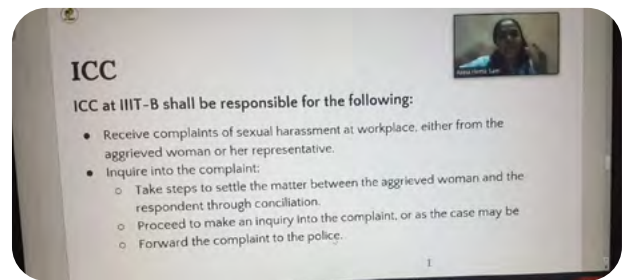 ICC
ICC at IIIT-B shall be responsible for the following:
• Receive complaints of sexual harassment at workplace, either from the
aggrieved woman or her representative.
• Inquire into the complaint:
○ Take steps to settle the matter between the aggrieved woman and the
respondent through conciliation.
○ Proceed to make an inquiry into the complaint, or as the case may be
○ Forward the complaint to the police.
1